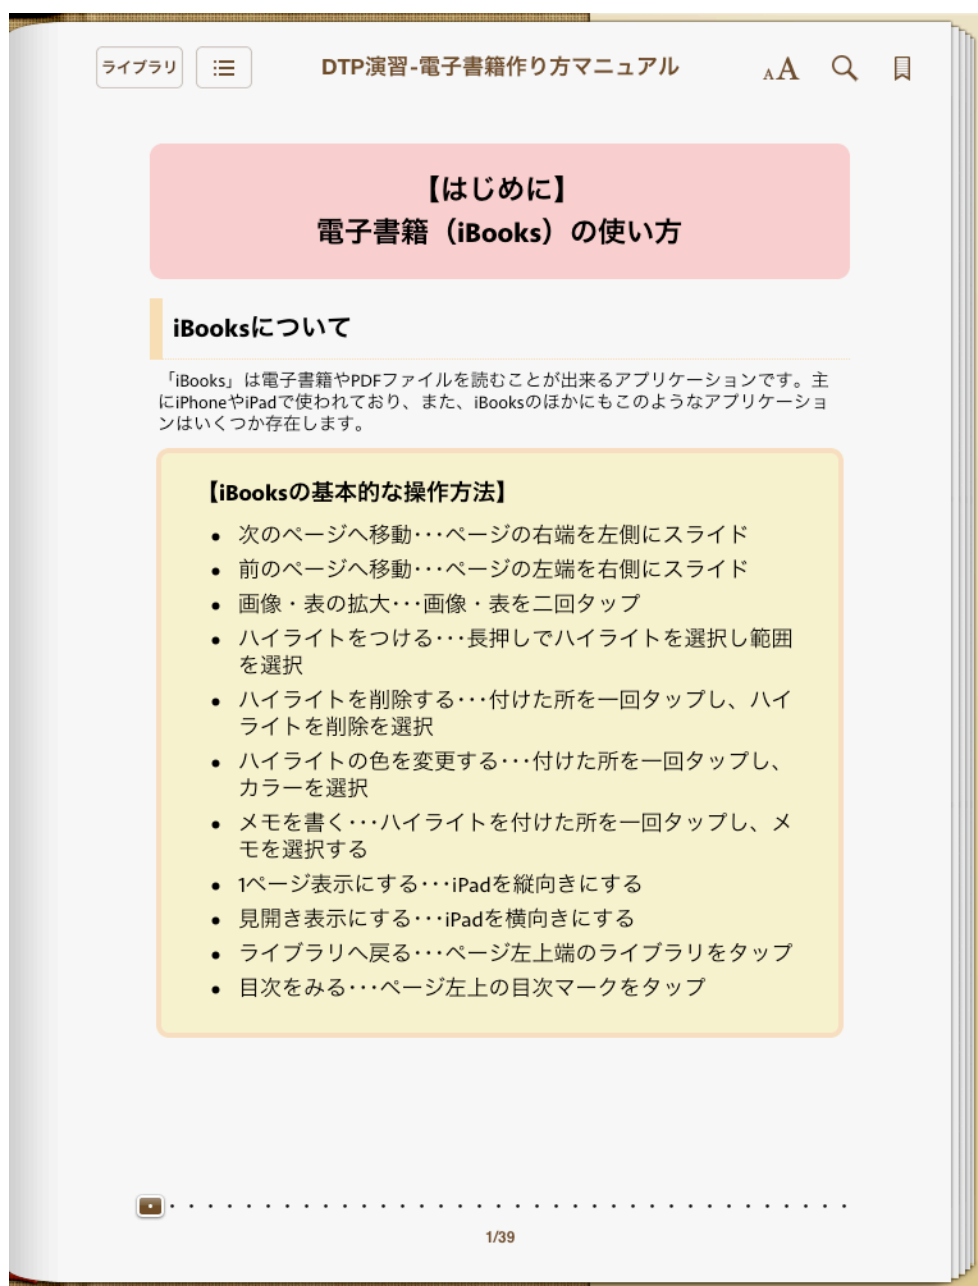 ライブラリ
DTP演習-電子書籍作り方マニュアル
AA
【はじめに】
電子書籍（iBooks）の使い方
iBooksについて
「iBooks」は電子書籍やPDFファイルを読むことが出来るアプリケーションです。主
にiPhoneやiPadで使われており、また、iBooksのほかにもこのようなアプリケーショ
ンはいくつか存在します。
【iBooksの基本的な操作方法】
• 次のページへ移動･･･ページの右端を左側にスライド
• 前のページへ移動･･･ページの左端を右側にスライド
• 画像・表の拡大･･･画像・表を二回タップ
• ハイライトをつける･･･長押しでハイライトを選択し範囲
を選択
• ハイライトを削除する･･･付けた所を一回タップし、ハイ
ライトを削除を選択
• ハイライトの色を変更する･･･付けた所を一回タップし、
カラーを選択
• メモを書く･･･ハイライトを付けた所を一回タップし、メ
モを選択する
• 1ページ表示にする･･･iPadを縦向きにする
• 見開き表示にする･･･iPadを横向きにする
• ライブラリへ戻る･･･ページ左上端のライブラリをタップ
• 目次をみる･･･ページ左上の目次マークをタップ
1/39